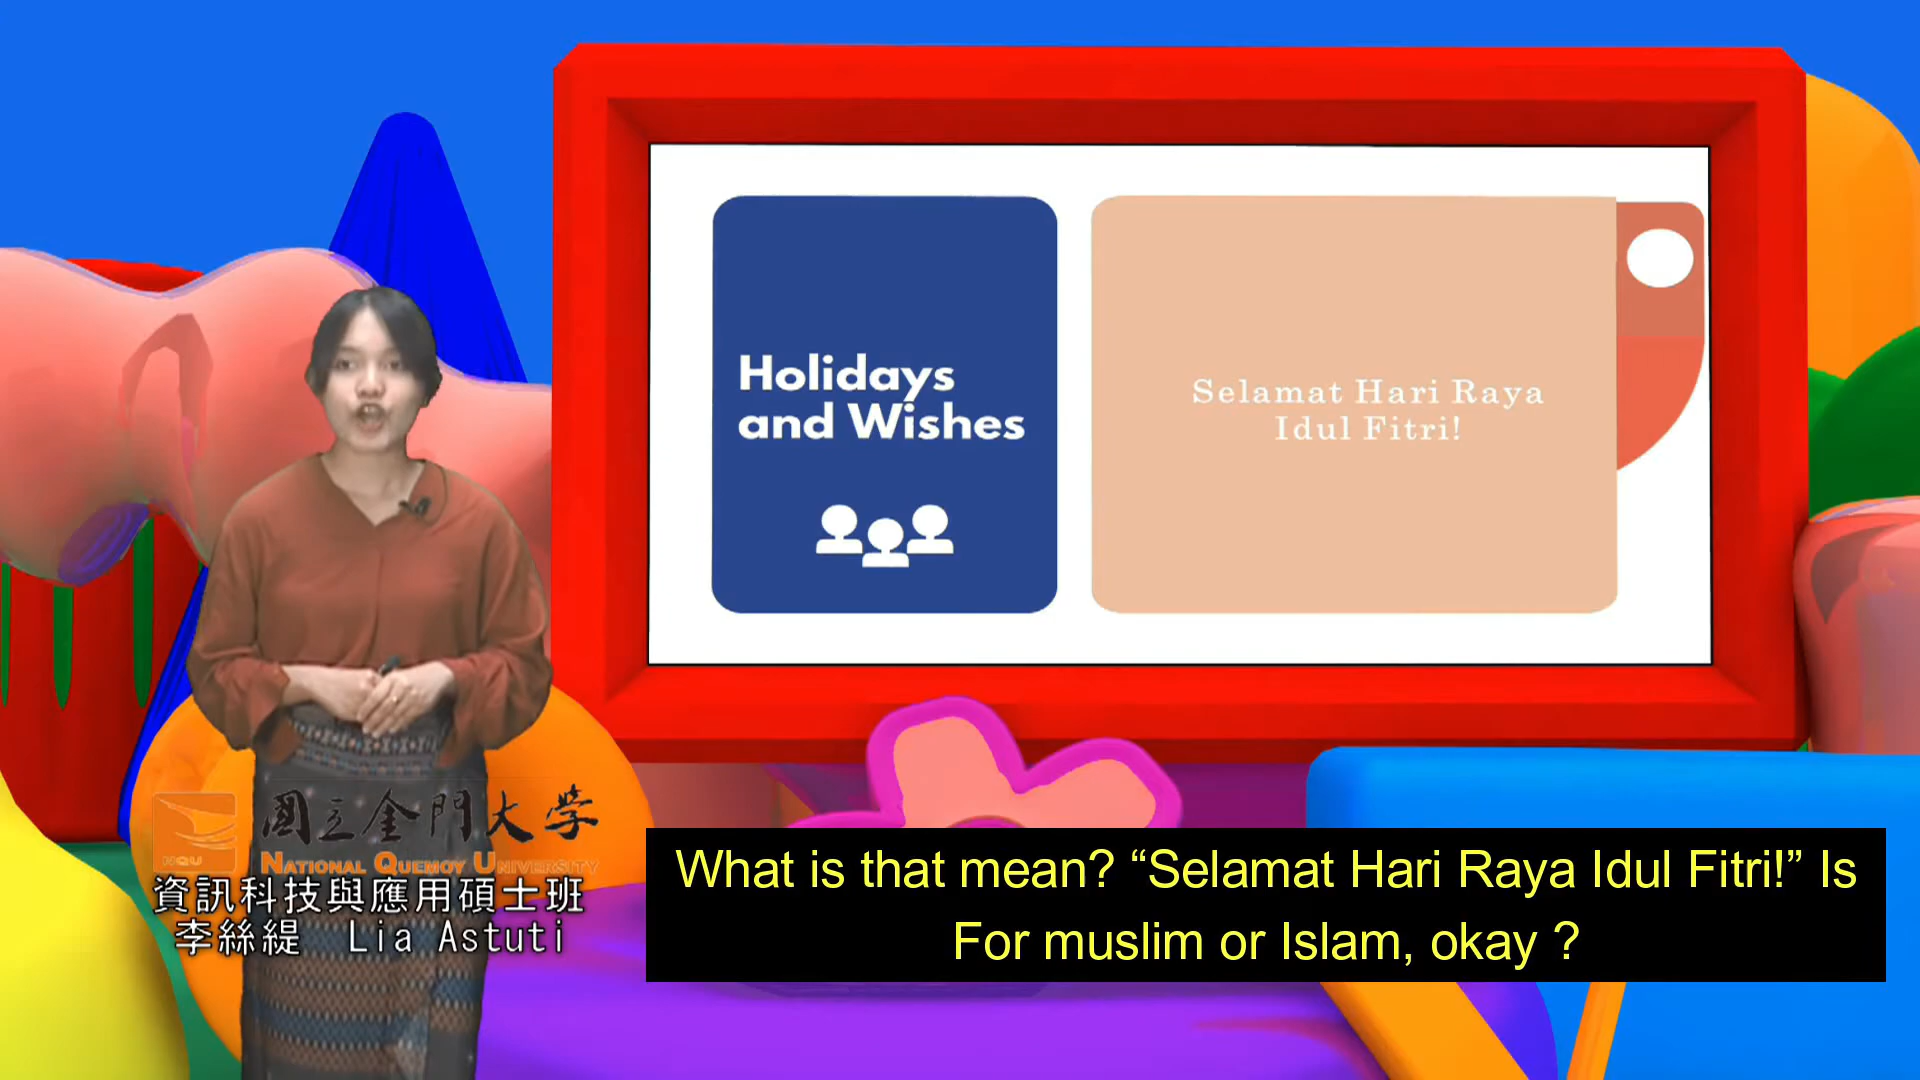 Holidays
and Wishes
Selamat Hari Raya
Idul Fitri!
國立金門大學
NQU
NATIONAL QUEMOY UNIVERSITY
資訊科技與應用碩士班
李絲緹 Lia Astuti
What is that mean? “Selamat Hari Raya Idul Fitri!” Is
For muslim or Islam, okay ?